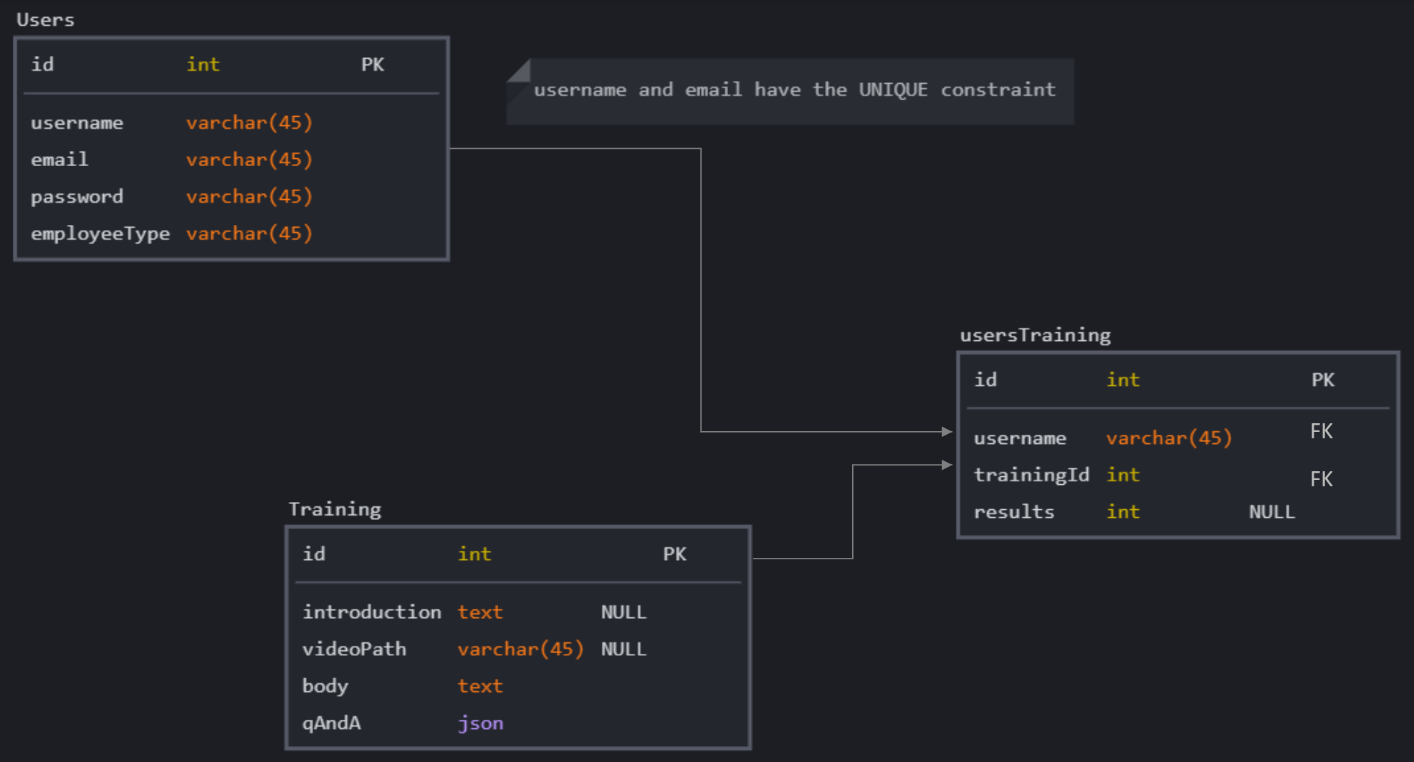 Users
id int PK
username varchar(45)
email varchar(45)
password varchar(45)
employeeType varchar(45)
username and email have the UNIQUE constraint
usersTraining
id int PK
username varchar(45) FK
trainingId int FK
results int NULL
Training
id int PK
introduction text NULL
videoPath varchar(45) NULL
body text
qAndA json